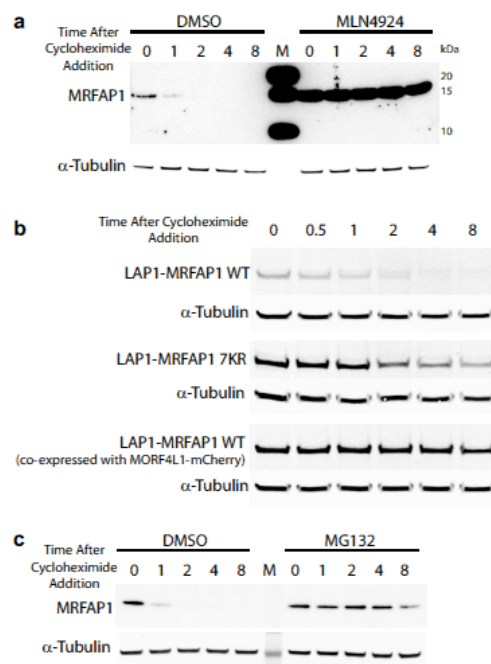 a
DMSO
MLN4924
Time After
Cycloheximide
Addition
0 1 2 4 8 M 0 1 2 4 8
kDa
MRFAP1
20
15
10
α-Tubulin
b
Time After Cycloheximide
Addition
0 0.5 1 2 4 8
LAP1-MRFAP1 WT
α-Tubulin
LAP1-MRFAP1 7KR
α-Tubulin
LAP1-MRFAP1 WT
(co-expressed with MORF4L1-mCherry)
α-Tubulin
c
DMSO
MG132
Time After
Cycloheximide
Addition
0 1 2 4 8 M 0 1 2 4 8
MRFAP1
α-Tubulin